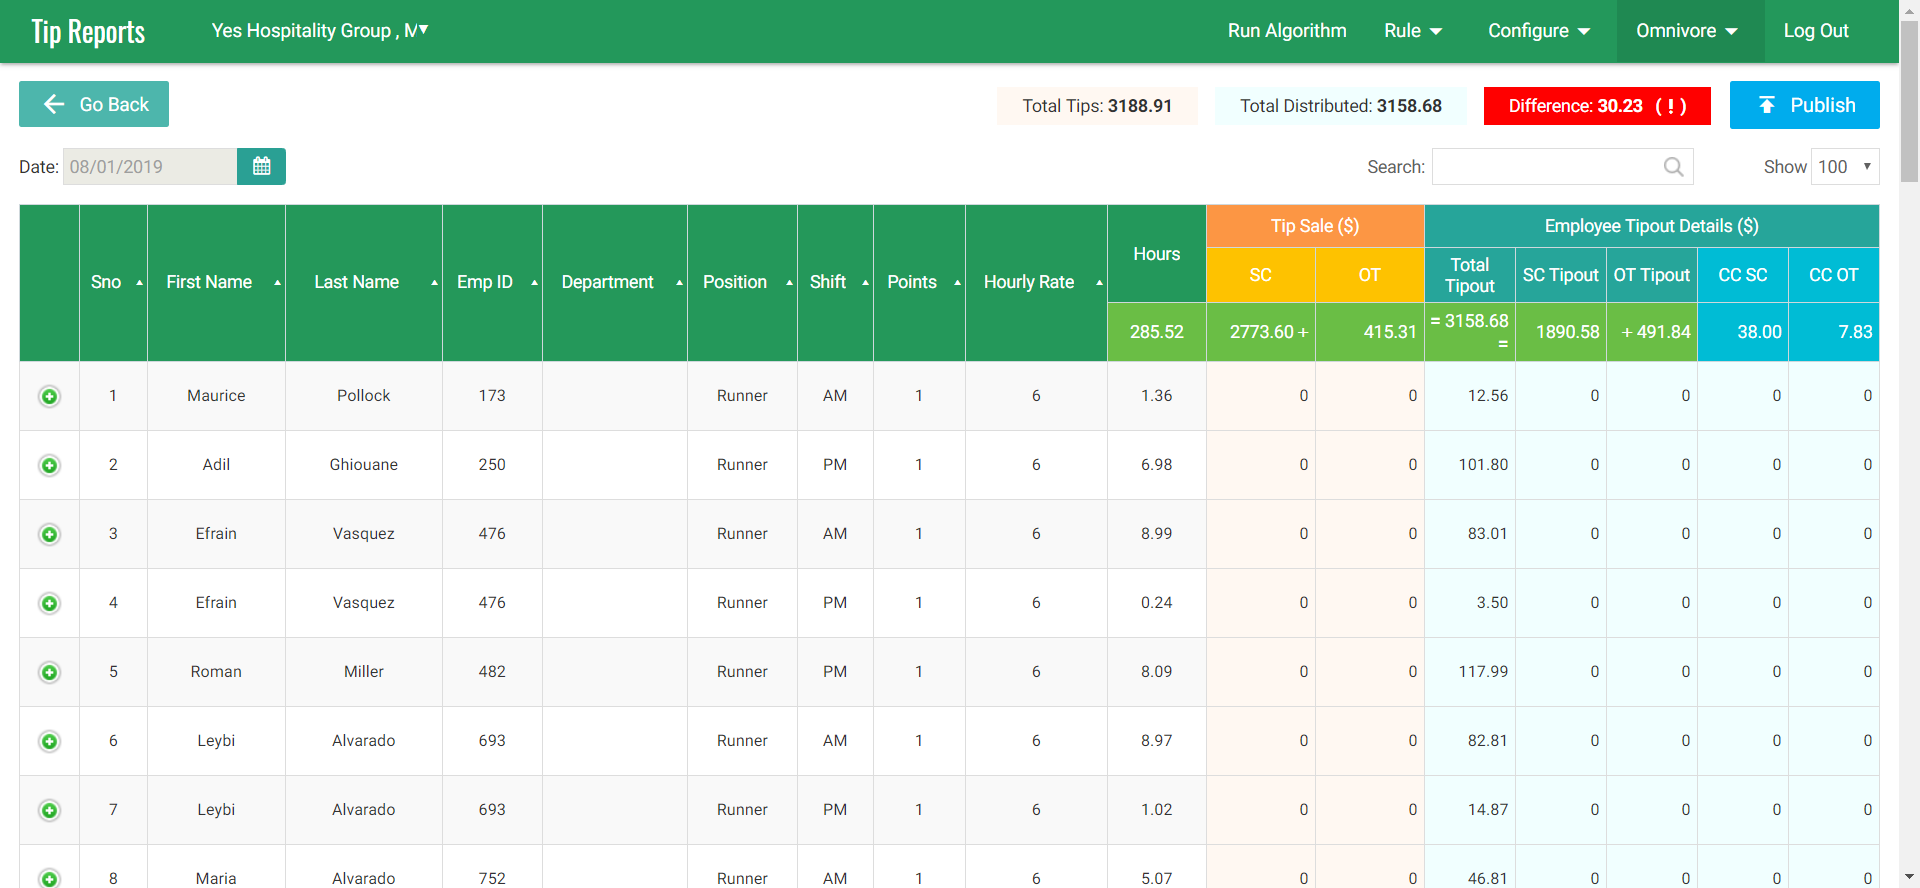 Tip Reports
Yes Hospitality Group , M
Run Algorithm
Rule
Configure
Omnivore
Log Out
Go Back
Total Tips: 3188.91
Total Distributed: 3158.68
Difference: 30.23 ( ! )
Publish
Date: 08/01/2019
Search:
Show 100
Sno First Name Last Name Emp ID Department Position Shift Points Hourly Rate Hours Tip Sale ($) Employee Tipout Details ($)
SC OT Total Tipout SC Tipout OT Tipout CC SC CC OT
285.52 2773.60 + 415.31 = 3158.68 = 1890.58 + 491.84 38.00 7.83
1 Maurice Pollock 173 Runner AM 1 6 1.36 0 0 12.56 0 0 0 0
2 Adil Ghiouane 250 Runner PM 1 6 6.98 0 0 101.80 0 0 0 0
3 Efrain Vasquez 476 Runner AM 1 6 8.99 0 0 83.01 0 0 0 0
4 Efrain Vasquez 476 Runner PM 1 6 0.24 0 0 3.50 0 0 0 0
5 Roman Miller 482 Runner PM 1 6 8.09 0 0 117.99 0 0 0 0
6 Leybi Alvarado 693 Runner AM 1 6 8.97 0 0 82.81 0 0 0 0
7 Leybi Alvarado 693 Runner PM 1 6 1.02 0 0 14.87 0 0 0 0
8 Maria Alvarado 752 Runner AM 1 6 5.07 0 0 46.81 0 0 0 0